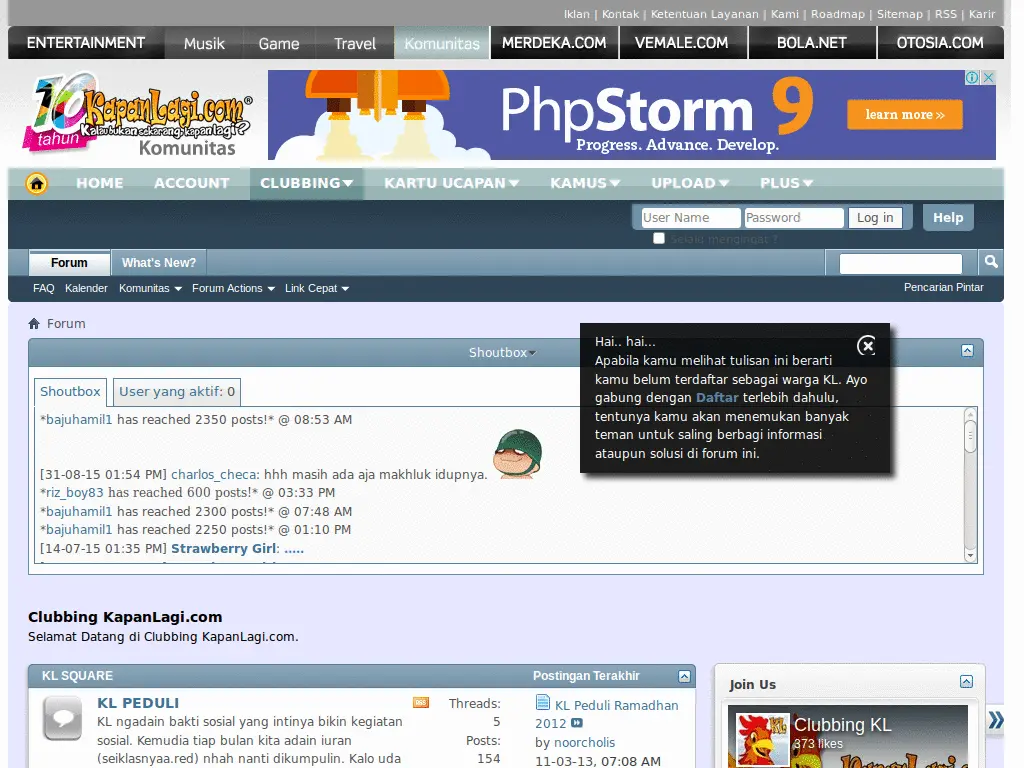 Iklan | Kontak | Ketentuan Layanan | Kami | Roadmap | Sitemap | RSS | Karir
ENTERTAINMENT Musik Game Travel Komunitas MERDEKA.COM VEMALE.COM BOLA.NET OTOSIA.COM
10 tahun KapanLagi.com®
Kalau bukan sekarang, kapan lagi?
Komunitas
PhpStorm 9
Progress. Advance. Develop.
learn more »
HOME ACCOUNT CLUBBING KARTU UCAPAN KAMUS UPLOAD PLUS
User Name Password Log in Help
Selalu mengingat ?
Forum What's New?
FAQ Kalender Komunitas Forum Actions Link Cepat Pencarian Pintar
Forum
Shoutbox
Hai.. hai...
Apabila kamu melihat tulisan ini berarti
kamu belum terdaftar sebagai warga KL. Ayo
gabung dengan Daftar terlebih dahulu,
tentunya kamu akan menemukan banyak
teman untuk saling berbagi informasi
ataupun solusi di forum ini.
Shoutbox User yang aktif: 0
*bajuhamil1 has reached 2350 posts!* @ 08:53 AM
[31-08-15 01:54 PM] charlos_checa: hhh masih ada aja makhluk idupnya.
*riz_boy83 has reached 600 posts!* @ 03:33 PM
*bajuhamil1 has reached 2300 posts!* @ 07:48 AM
*bajuhamil1 has reached 2250 posts!* @ 01:10 PM
[14-07-15 01:35 PM] Strawberry Girl: .....
Clubbing KapanLagi.com
Selamat Datang di Clubbing KapanLagi.com.
KL SQUARE Postingan Terakhir
KL PEDULI
KL ngadain bakti sosial yang intinya bikin kegiatan
sosial. Kemudia tiap bulan kita adain iuran
(seiklasnyaa.red) nhah nanti dikumpulin. Kalo uda
RSS
Threads:
5
Posts:
154
KL Peduli Ramadhan
2012
by noorcholis
11-03-13, 07:08 AM
Join Us
KL
Clubbing KL
373 likes